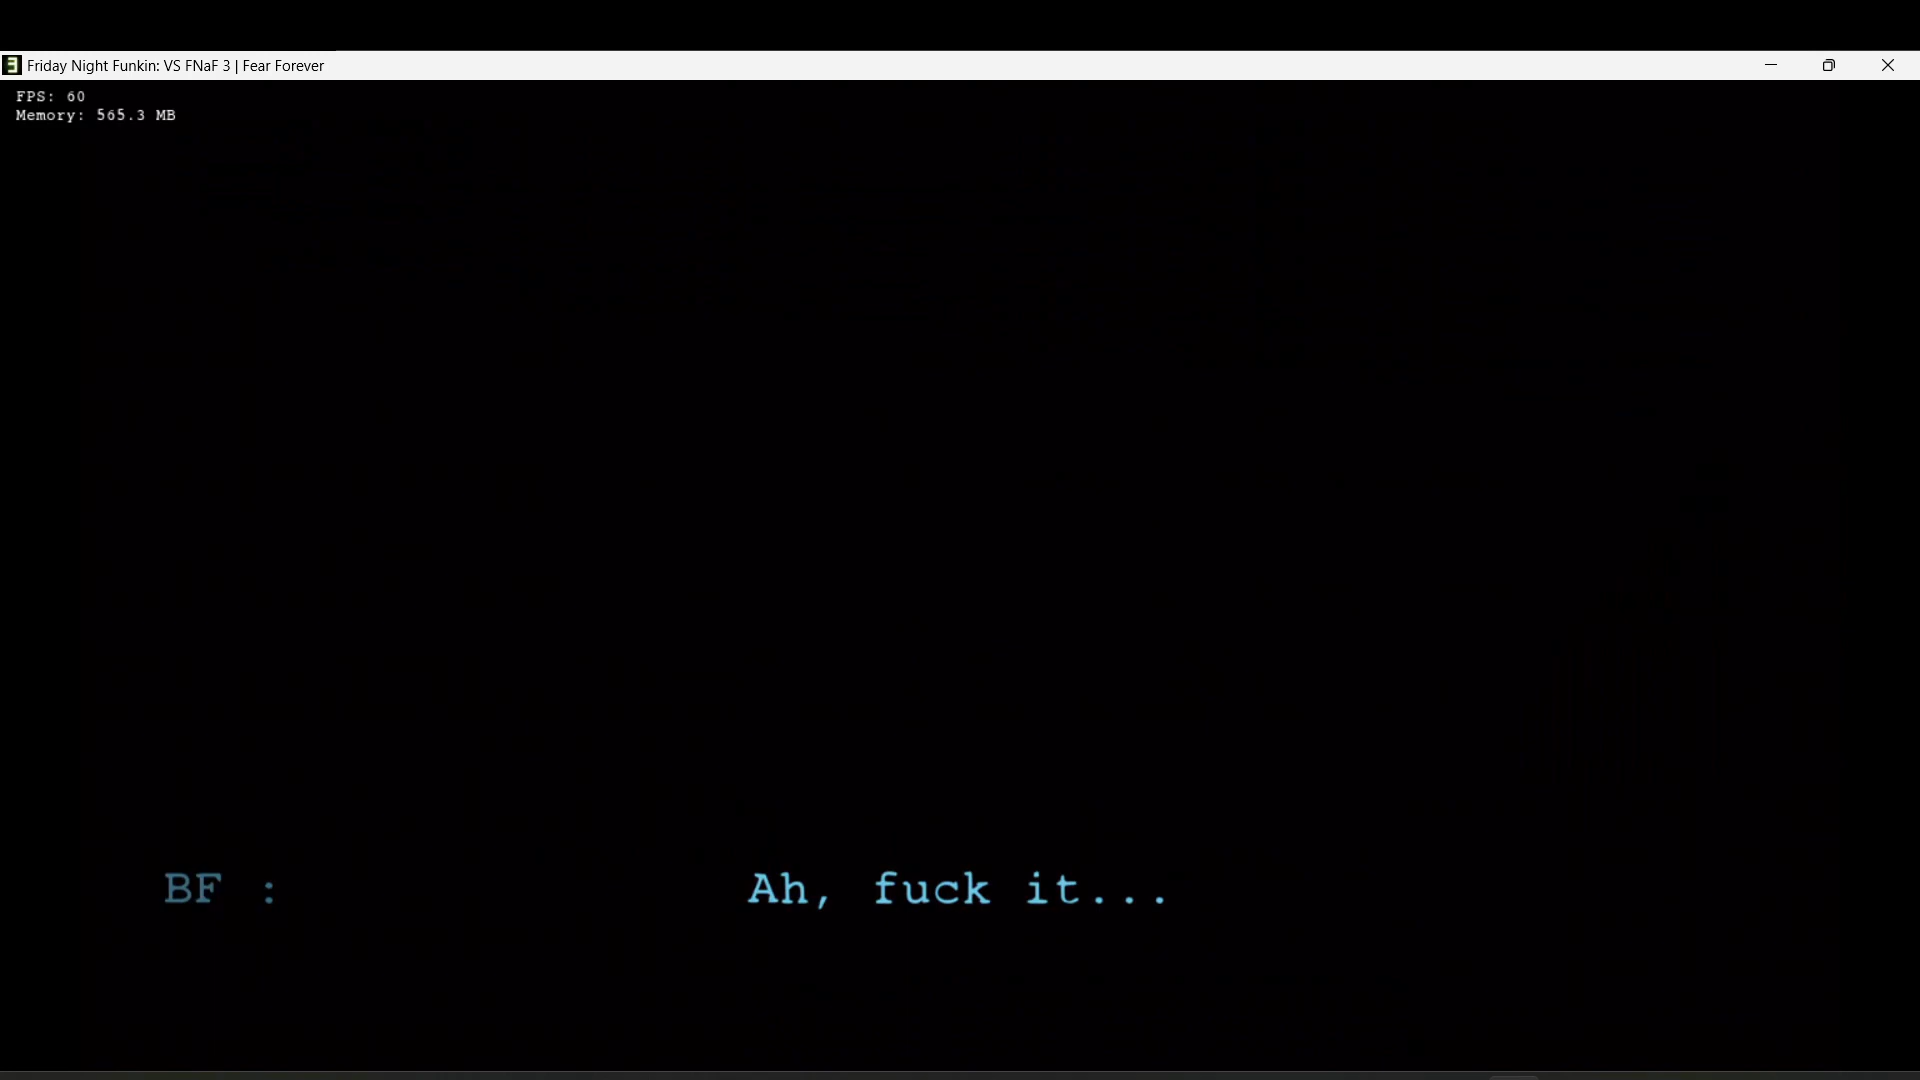 Friday Night Funkin: VS FNaF 3 | Fear Forever
FPS: 60
Memory: 565.3 MB
BF : Ah, fuck it...